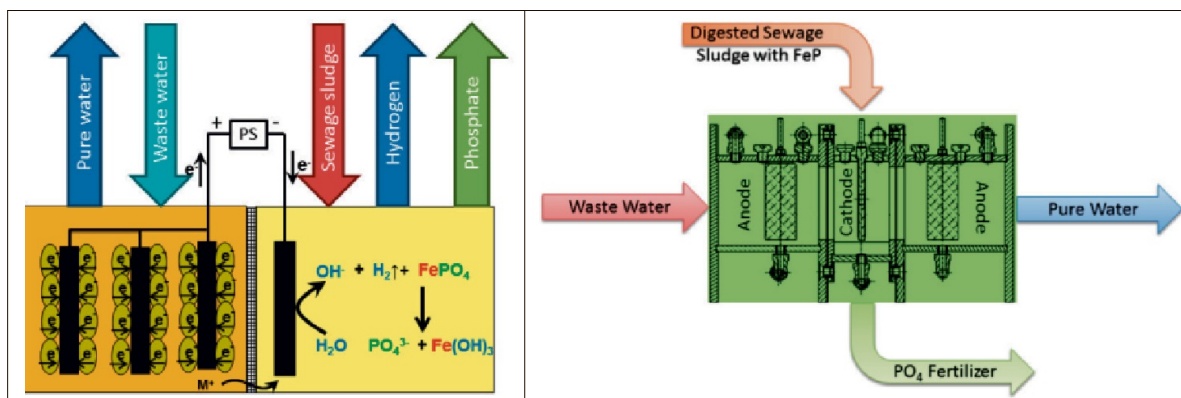 Pure water
Waste water
Sewage sludge
Hydrogen
Phosphate
+ PS -
e⁻
e⁻
e⁻ e⁻ e⁻ e⁻ e⁻ e⁻
e⁻ e⁻ e⁻ e⁻ e⁻ e⁻
e⁻ e⁻ e⁻ e⁻ e⁻ e⁻
e⁻ e⁻ e⁻ e⁻ e⁻ e⁻
OH⁻ + H₂↑+ FePO₄
H₂O PO₄³⁻ + Fe(OH)₃
M⁺
Digested Sewage
Sludge with FeP
Waste Water
Anode
Cathode
Anode
Pure Water
PO₄ Fertilizer